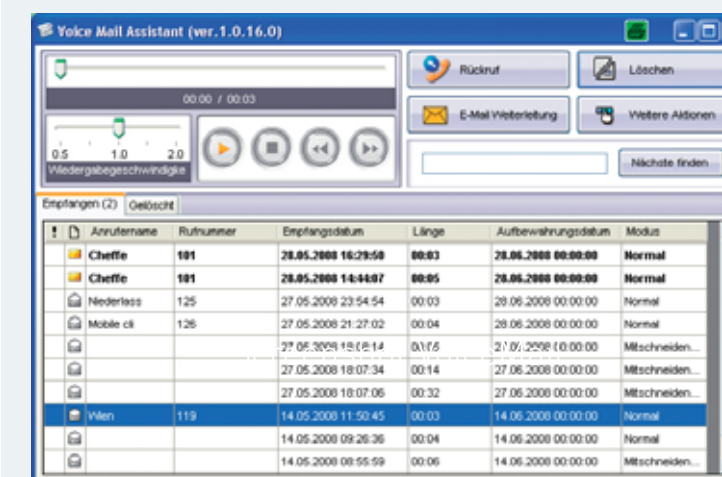 Voice Mail Assistant (ver.1.0.16.0)
Rückruf
Löschen
00:00 / 00:03
E-Mail Weiterleitung
Weitere Aktionen
0.5 1.0 2.0
Wiedergabegeschwindigke
Nächste finden
Empfangen (2) Gelöscht
! Anrufername Rufnummer Empfangsdatum Länge Aufbewahrungsdatum Modus
Cheffe 101 28.05.2008 16:29:50 00:03 28.06.2008 00:00:00 Normal
Cheffe 101 28.05.2008 14:44:07 00:05 28.06.2008 00:00:00 Normal
Niederlass 125 27.05.2008 23:54:54 00:03 28.06.2008 00:00:00 Normal
Mobile cli 126 27.05.2008 21:27:02 00:04 28.06.2008 00:00:00 Normal
27.05.2008 00:00:00 Mitschneiden...
27.05.2008 18:07:34 00:14 27.06.2008 00:00:00 Mitschneiden...
27.05.2008 18:07:06 00:32 27.06.2008 00:00:00 Mitschneiden...
Wien 119 14.05.2008 11:50:45 00:03 14.06.2008 00:00:00 Normal
14.05.2008 09:26:36 00:04 14.06.2008 00:00:00 Normal
14.05.2008 08:55:59 00:06 14.06.2008 00:00:00 Mitschneiden...